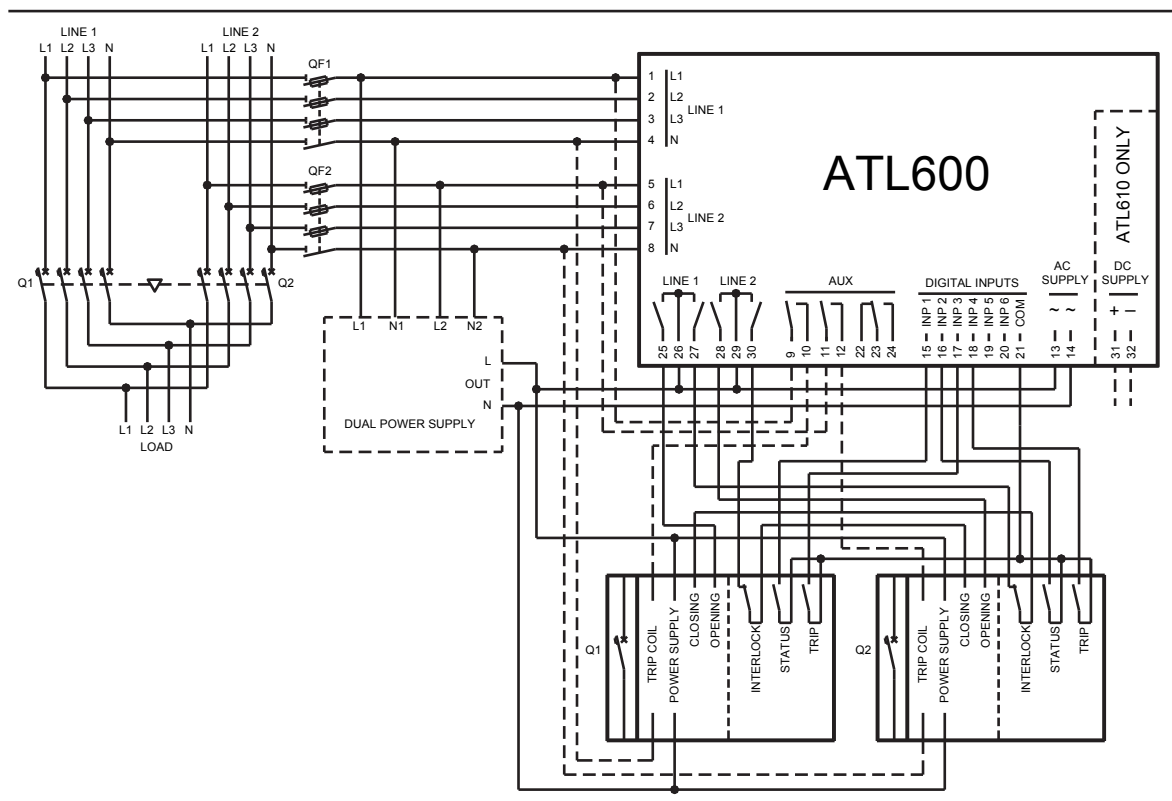 LINE 1
L1 L2 L3 N
LINE 2
L1 L2 L3 N
QF1
QF2
1 L1
2 L2
3 L3
4 N
LINE 1
5 L1
6 L2
7 L3
8 N
LINE 2
ATL600
ATL610 ONLY
LINE 1
LINE 2
AUX
DIGITAL INPUTS
AC
SUPPLY
DC
SUPPLY
~ ~
+ –
25
26
27
28
29
30
9
10
11
12
22
23
24
15 - INP 1
16 - INP 2
17 - INP 3
18 - INP 4
19 - INP 5
20 - INP 6
21 - COM
13
14
31
32
Q1
Q2
L1 N1 L2 N2
L
OUT
N
DUAL POWER SUPPLY
L1 L2 L3 N
LOAD
Q1
TRIP COIL
POWER SUPPLY
CLOSING
OPENING
INTERLOCK
STATUS
TRIP
Q2
TRIP COIL
POWER SUPPLY
CLOSING
OPENING
INTERLOCK
STATUS
TRIP